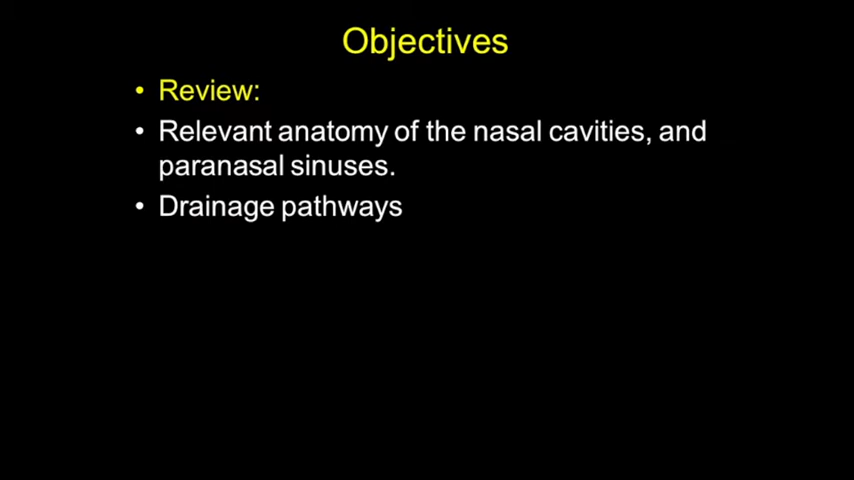 Objectives
• Review:
• Relevant anatomy of the nasal cavities, and
paranasal sinuses.
• Drainage pathways